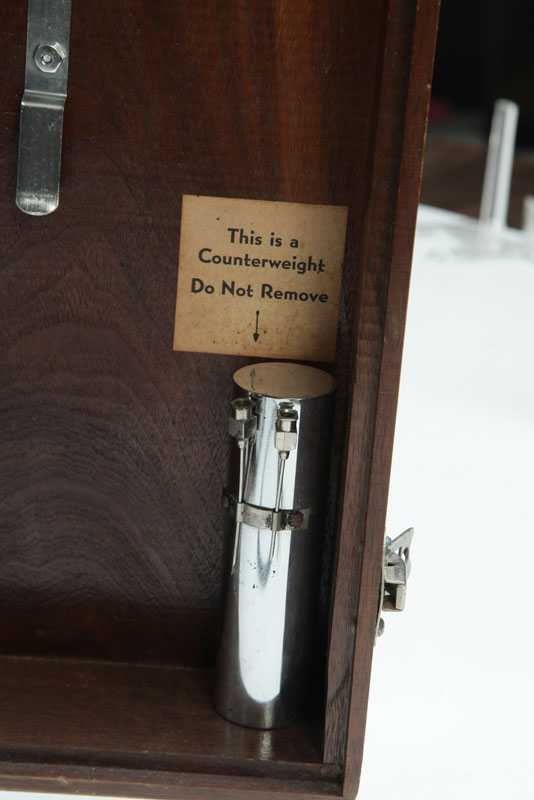 This is a
Counterweight
Do Not Remove